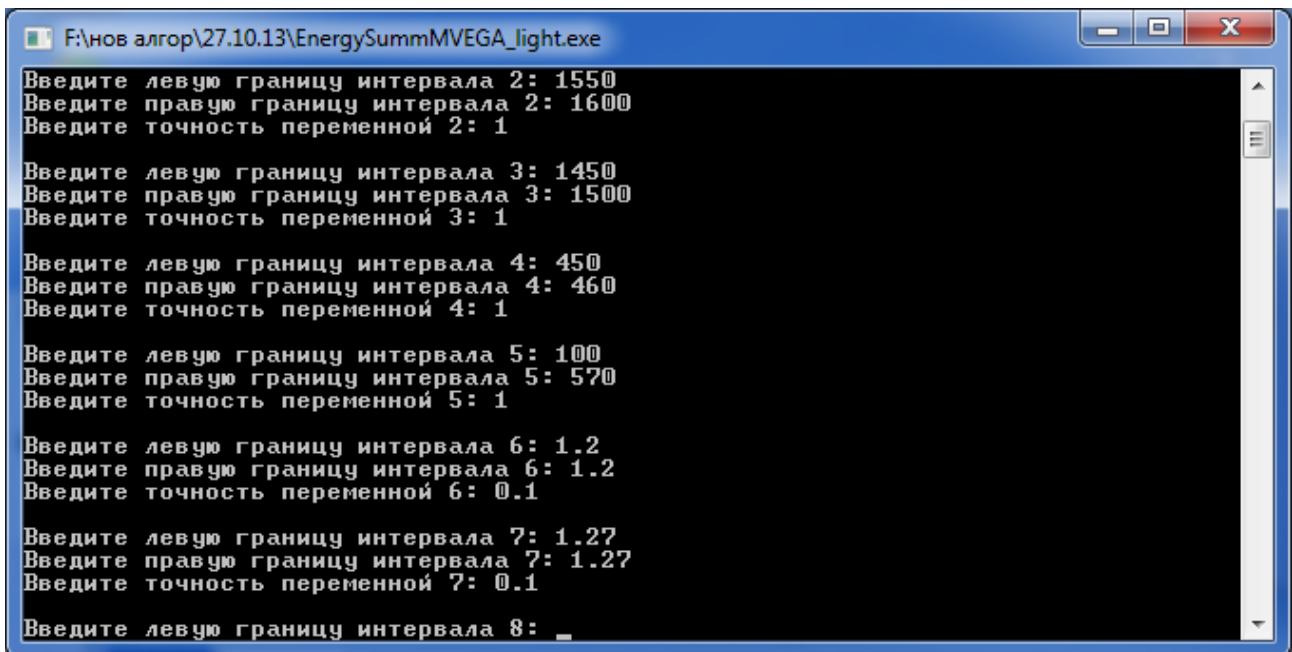 F:\нов алгор\27.10.13\EnergySummMVEGA_light.exe
Введите левую границу интервала 2: 1550
Введите правую границу интервала 2: 1600
Введите точность переменной 2: 1
Введите левую границу интервала 3: 1450
Введите правую границу интервала 3: 1500
Введите точность переменной 3: 1
Введите левую границу интервала 4: 450
Введите правую границу интервала 4: 460
Введите точность переменной 4: 1
Введите левую границу интервала 5: 100
Введите правую границу интервала 5: 570
Введите точность переменной 5: 1
Введите левую границу интервала 6: 1.2
Введите правую границу интервала 6: 1.2
Введите точность переменной 6: 0.1
Введите левую границу интервала 7: 1.27
Введите правую границу интервала 7: 1.27
Введите точность переменной 7: 0.1
Введите левую границу интервала 8: _